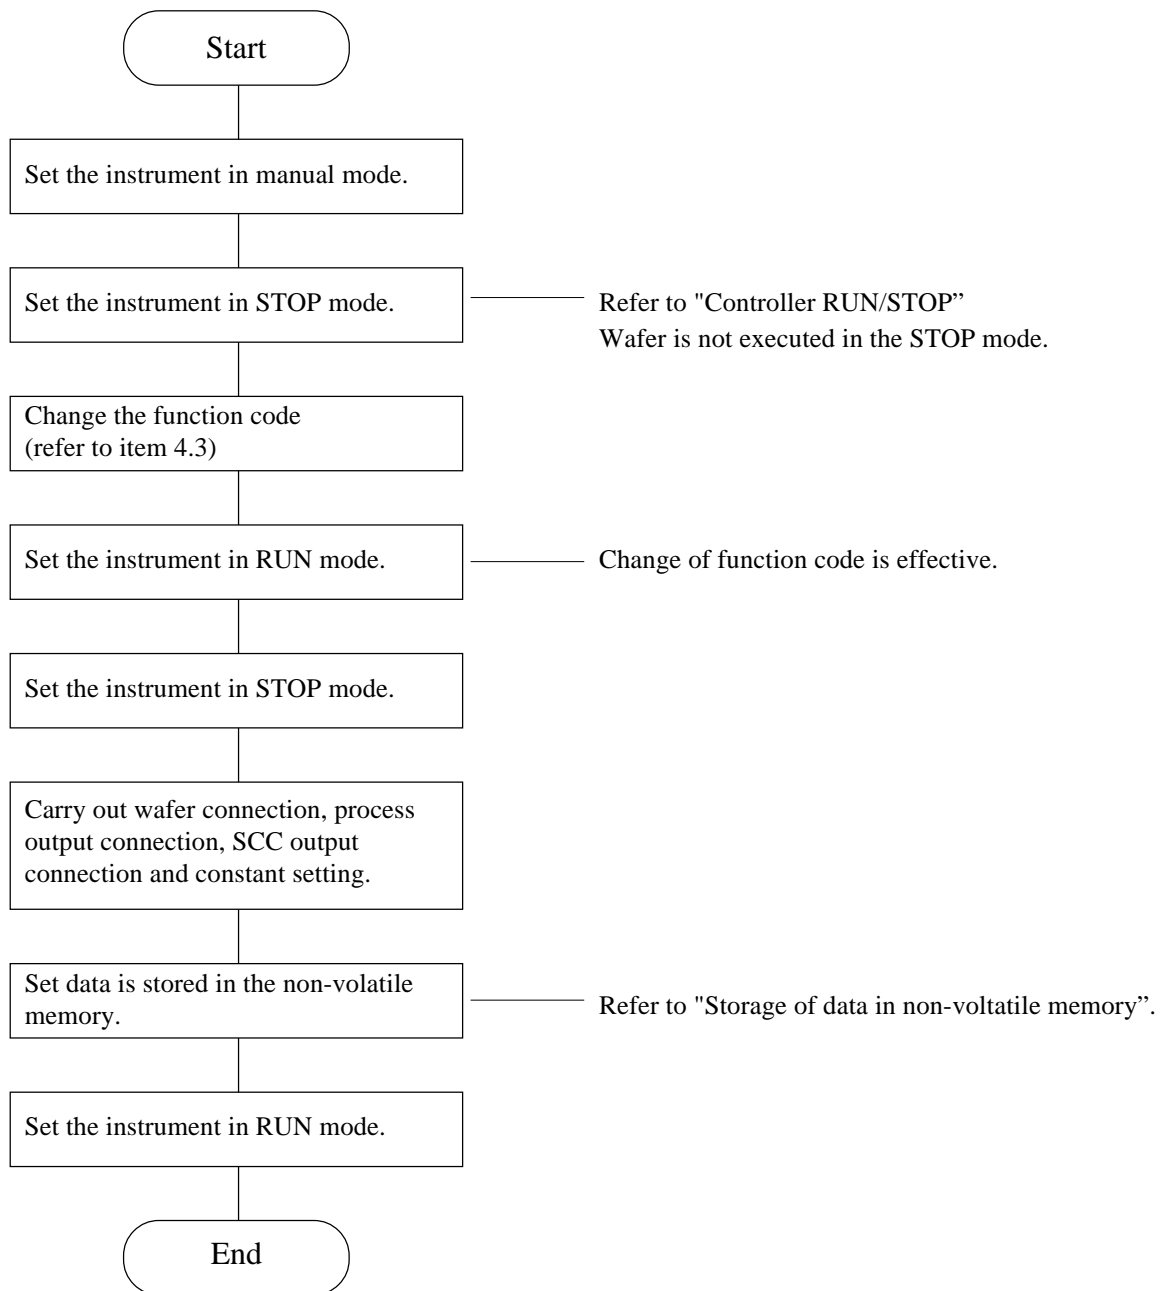 Start
Set the instrument in manual mode.
Set the instrument in STOP mode.
Refer to "Controller RUN/STOP”
Wafer is not executed in the STOP mode.
Change the function code
(refer to item 4.3)
Set the instrument in RUN mode.
Change of function code is effective.
Set the instrument in STOP mode.
Carry out wafer connection, process
output connection, SCC output
connection and constant setting.
Set data is stored in the non-volatile
memory.
Refer to "Storage of data in non-voltatile memory”.
Set the instrument in RUN mode.
End